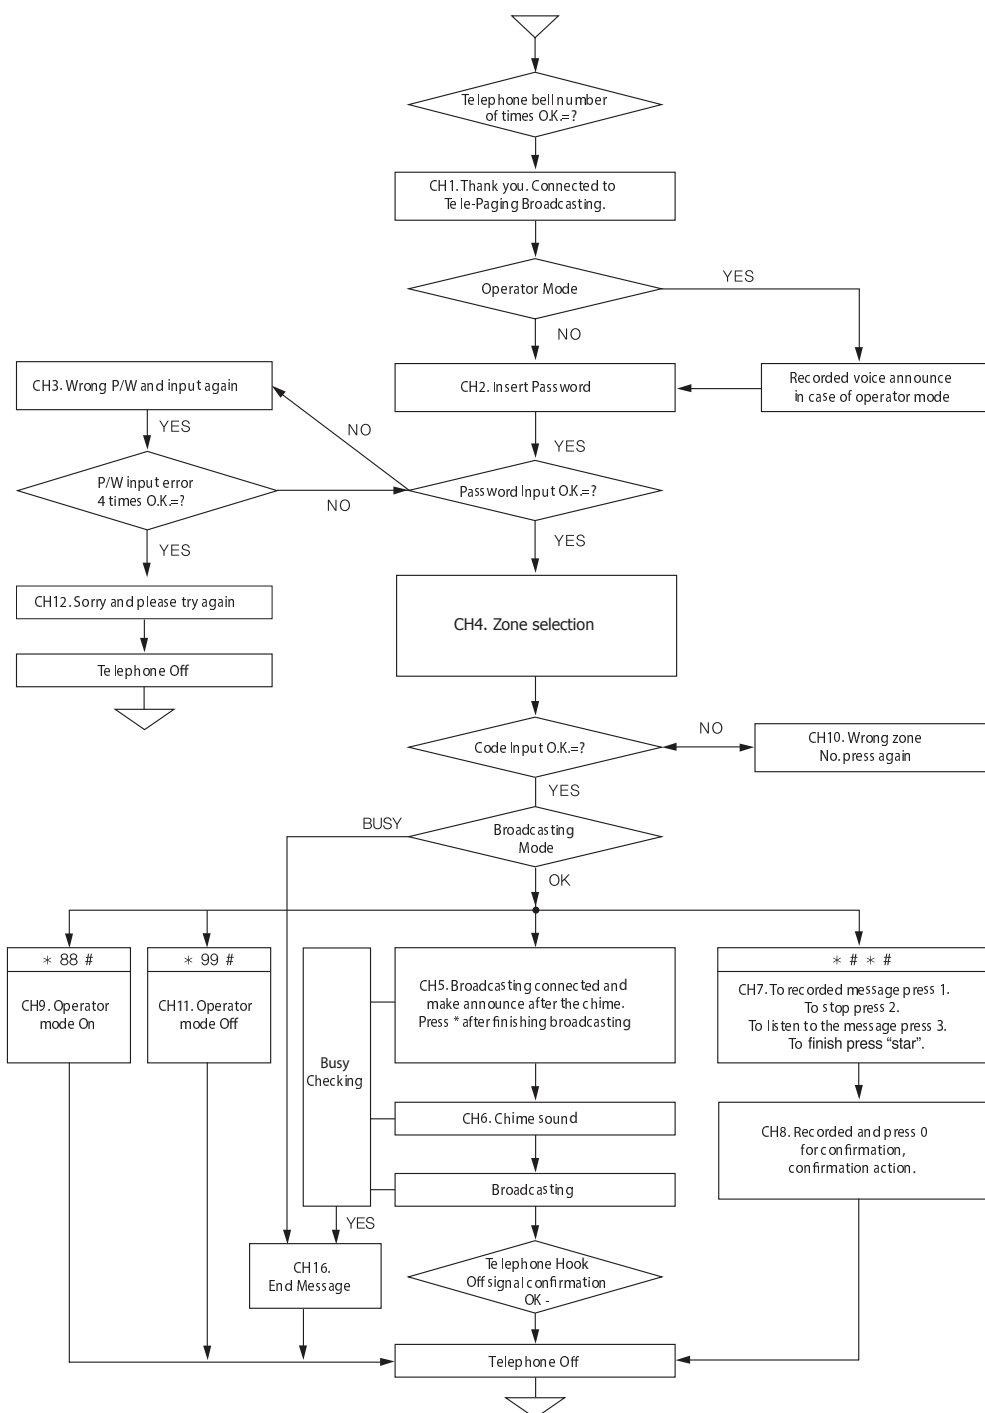 Telephone bell number
of times O.K.=?
CH1. Thank you. Connected to
Tele-Paging Broadcasting.
Operator Mode
YES
NO
CH3. Wrong P/W and input again
CH2. Insert Password
Recorded voice announce
in case of operator mode
YES
NO
YES
P/W input error
4 times O.K.=?
NO
Password Input O.K.=?
YES
YES
CH12. Sorry and please try again
CH4. Zone selection
Telephone Off
Code Input O.K.=?
NO
CH10. Wrong zone
No. press again
YES
BUSY
Broadcasting
Mode
OK
* 88 #
CH9. Operator
mode On
* 99 #
CH11. Operator
mode Off
Busy
Checking
CH5. Broadcasting connected and
make announce after the chime.
Press * after finishing broadcasting
* # * #
CH7. To recorded message press 1.
To stop press 2.
To listen to the message press 3.
To finish press “star”.
CH6. Chime sound
CH8. Recorded and press 0
for confirmation,
confirmation action.
Broadcasting
YES
CH16.
End Message
Telephone Hook
Off signal confirmation
OK -
Telephone Off